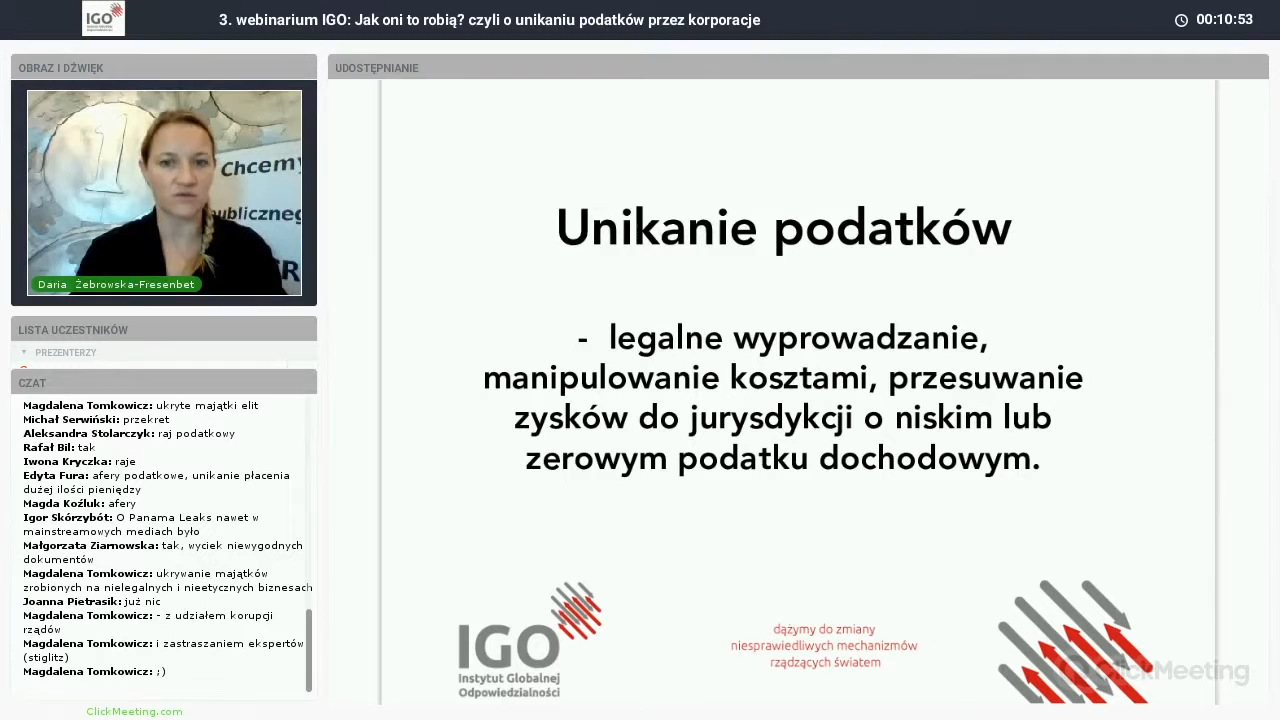 IGO
3. webinarium IGO: Jak oni to robią? czyli o unikaniu podatków przez korporacje
00:10:53
OBRAZ I DŹWIĘK
1
Chcemy
ubliczneg
Daria Żebrowska-Fresenbet
LISTA UCZESTNIKÓW
PREZENTERZY
CZAT
Magdalena Tomkowicz: ukryte majątki elit
Michał Serwiński: przekret
Aleksandra Stolarczyk: raj podatkowy
Rafał Bil: tak
Iwona Kryczka: raje
Edyta Fura: afery podatkowe, unikanie płacenia
dużej ilości pieniędzy
Magda Koźluk: afery
Igor Skórzybót: O Panama Leaks nawet w
mainstreamowych mediach było
Małgorzata Ziarnowska: tak, wyciek niewygodnych
dokumentów
Magdalena Tomkowicz: ukrywanie majątków
zrobionych na nielegalnych i nieetycznych biznesach
Joanna Pietrasik: już nic
Magdalena Tomkowicz: - z udziałem korupcji
rządów
Magdalena Tomkowicz: i zastraszaniem ekspertów
(stiglitz)
Magdalena Tomkowicz: ;)
ClickMeeting.com
UDOSTĘPNIANIE
Unikanie podatków
- legalne wyprowadzanie,
manipulowanie kosztami, przesuwanie
zysków do jurysdykcji o niskim lub
zerowym podatku dochodowym.
IGO
Instytut Globalnej
Odpowiedzialności
dążymy do zmiany
niesprawiedliwych mechanizmów
rządzących światem
ClickMeeting